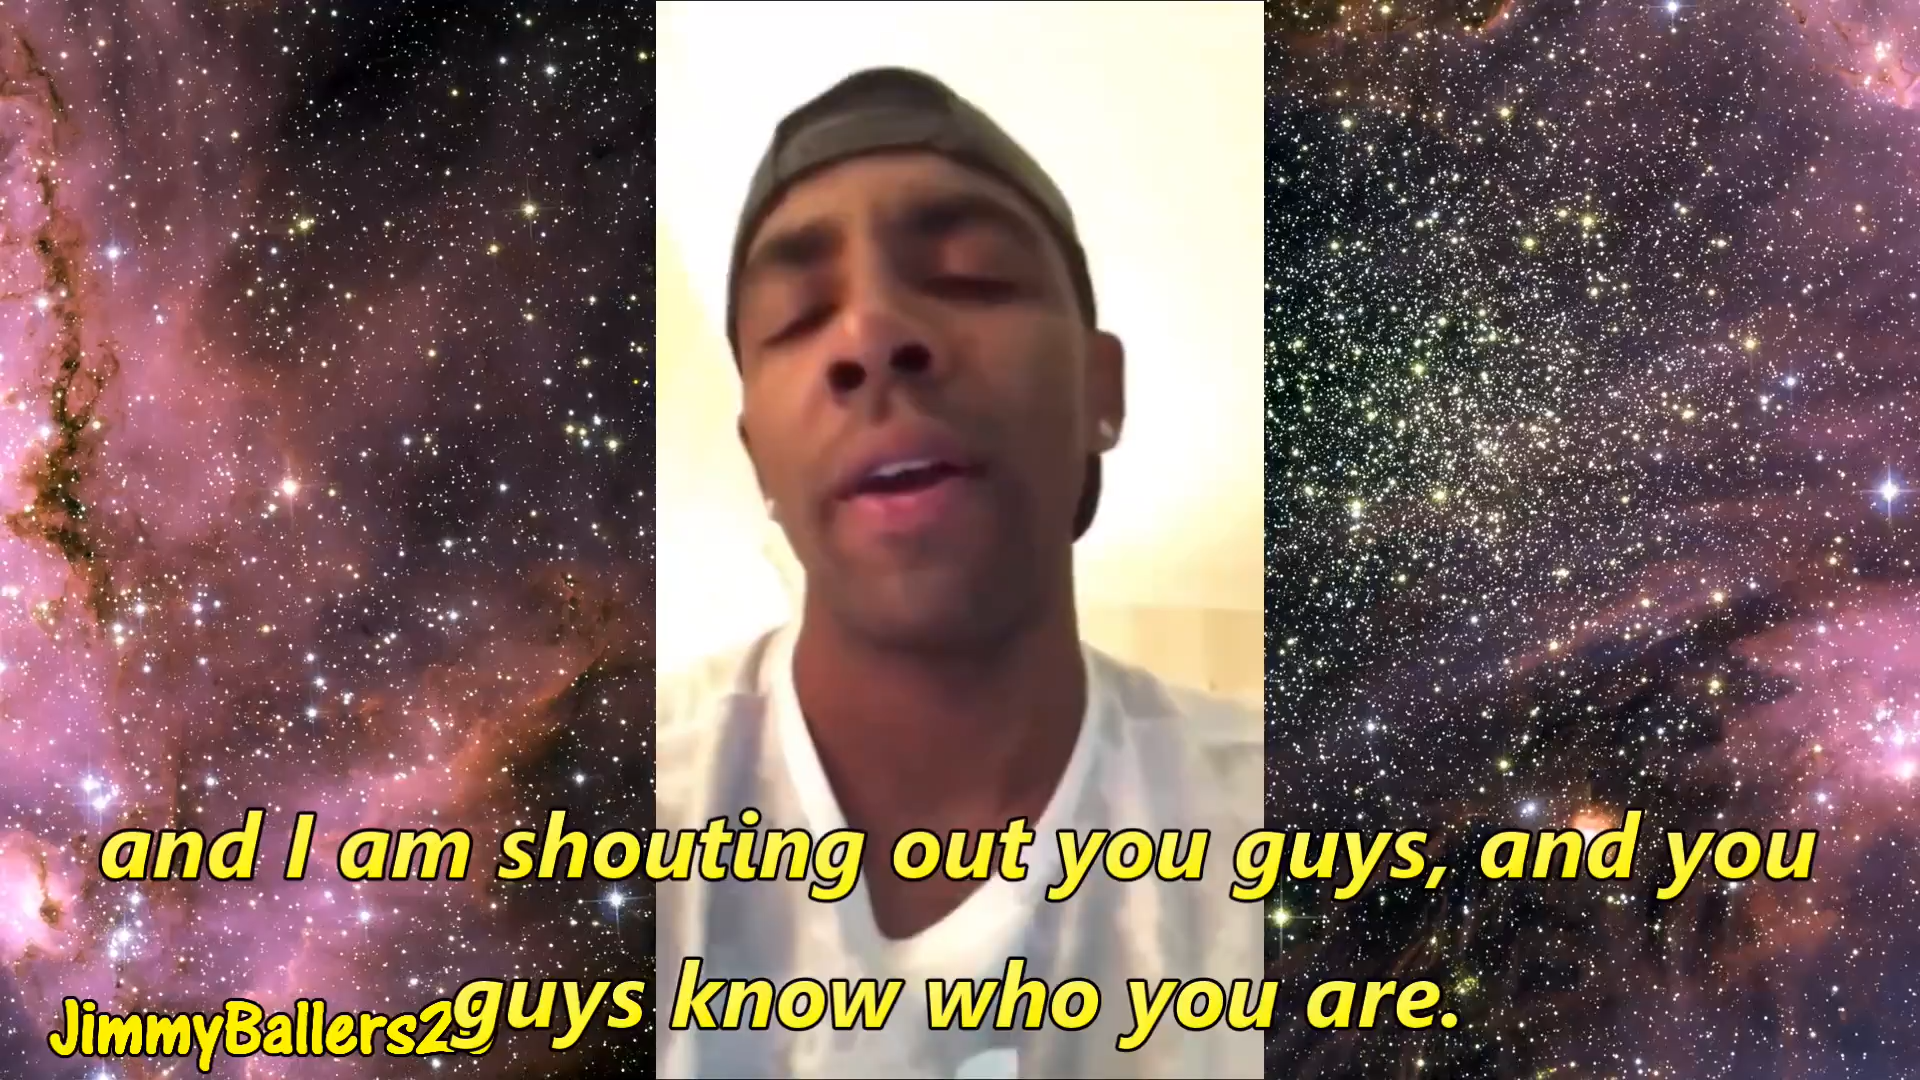 and I am shouting out you guys, and you
guys know who you are.
JimmyBallers2